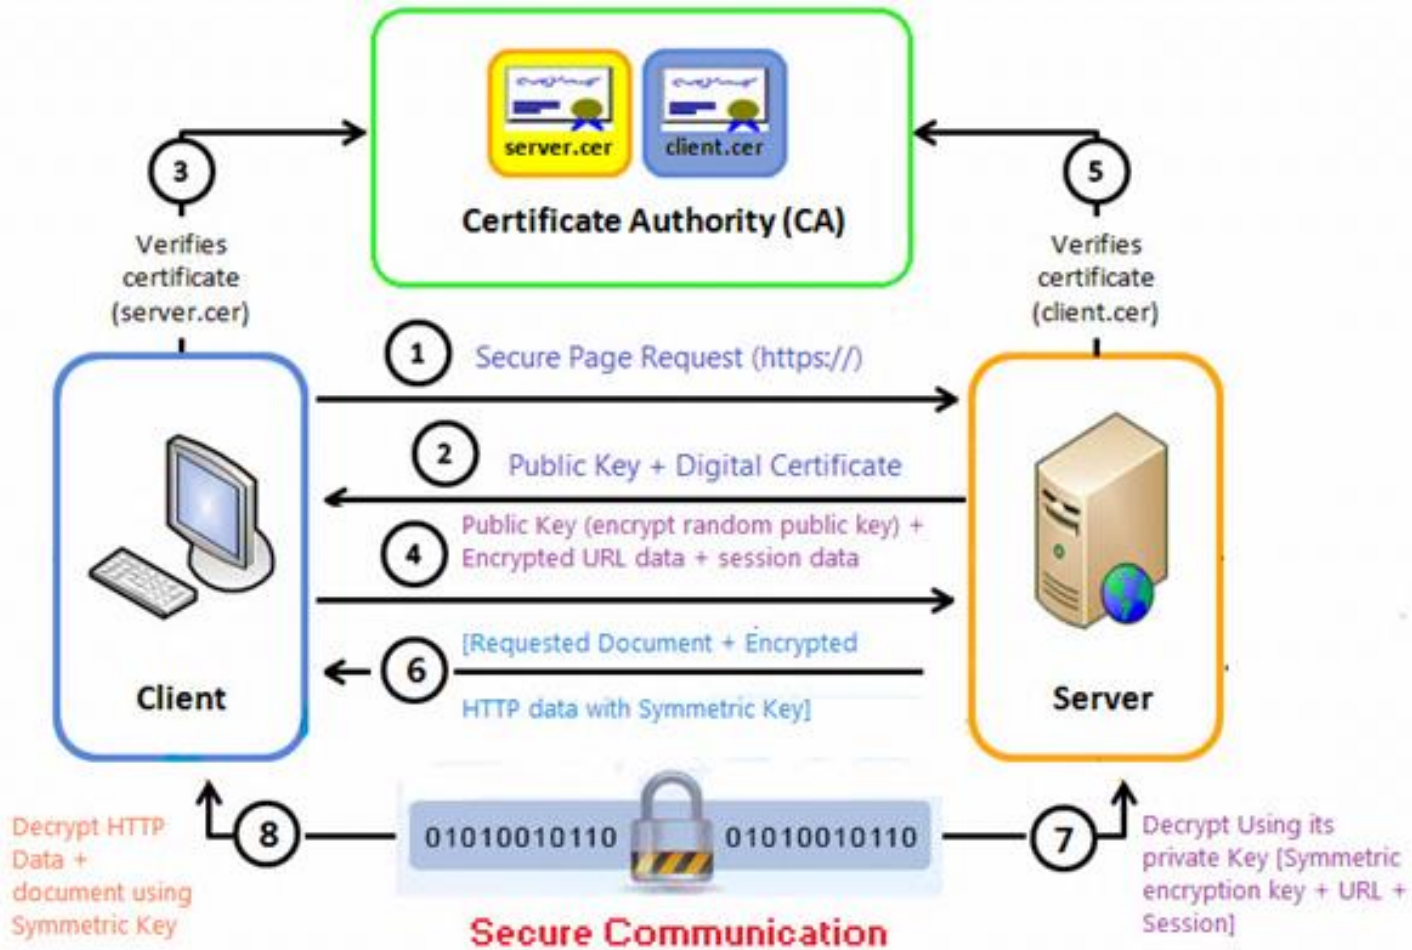 server.cer
client.cer
Certificate Authority (CA)
3
Verifies
certificate
(server.cer)
5
Verifies
certificate
(client.cer)
1
Secure Page Request (https://)
2
Public Key + Digital Certificate
4
Public Key (encrypt random public key) +
Encrypted URL data + session data
6
[Requested Document + Encrypted
HTTP data with Symmetric Key]
Client
Server
8
Decrypt HTTP
Data +
document using
Symmetric Key
01010010110
01010010110
7
Decrypt Using its
private Key [Symmetric
encryption key + URL +
Session]
Secure Communication